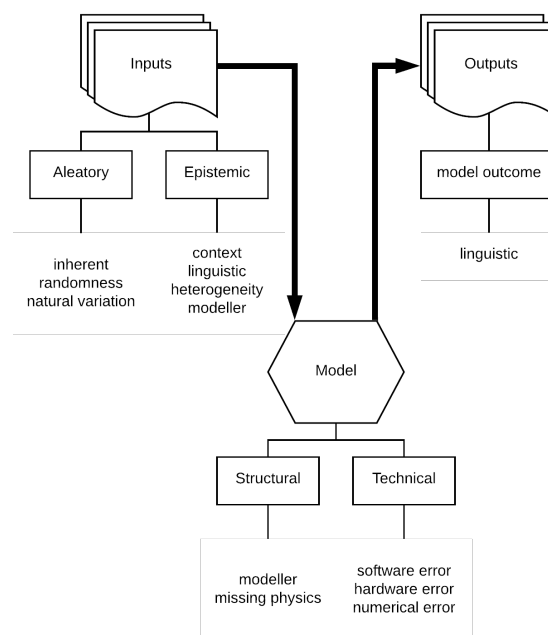 Inputs
Outputs
Aleatory
Epistemic
model outcome
inherent
randomness
natural variation
context
linguistic
heterogeneity
modeller
linguistic
Model
Structural
Technical
modeller
missing physics
software error
hardware error
numerical error